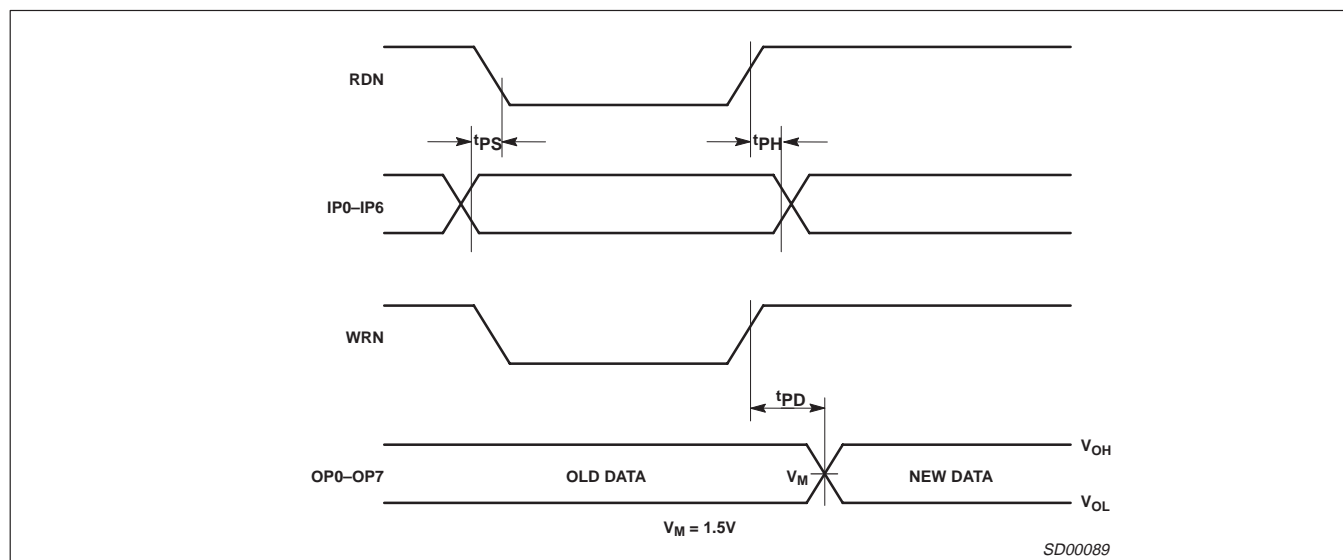 RDN
tPS
tPH
IP0–IP6
WRN
tPD
OP0–OP7 OLD DATA VM NEW DATA VOH
VOL
VM = 1.5V
SD00089